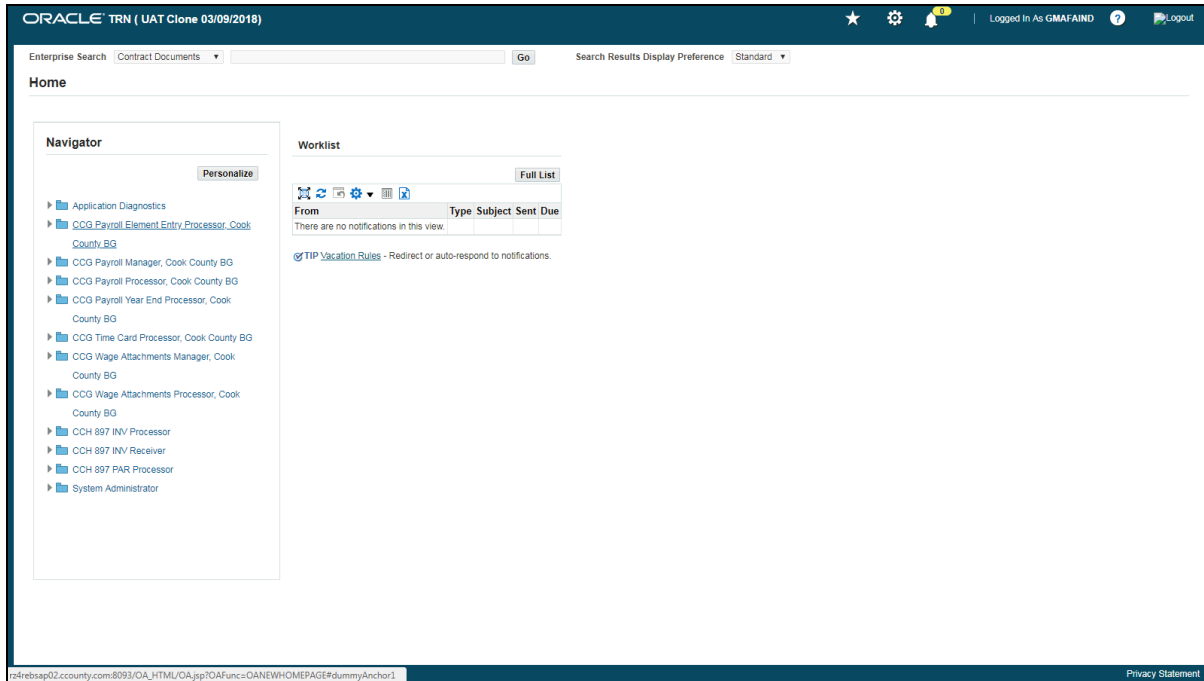 ORACLE® TRN ( UAT Clone 03/09/2018)
0
Logged In As GMAFAIND
?
Logout
Enterprise Search Contract Documents Go Search Results Display Preference Standard
Home
Navigator
Personalize
Application Diagnostics
CCG Payroll Element Entry Processor, Cook
County BG
CCG Payroll Manager, Cook County BG
CCG Payroll Processor, Cook County BG
CCG Payroll Year End Processor, Cook
County BG
CCG Time Card Processor, Cook County BG
CCG Wage Attachments Manager, Cook
County BG
CCG Wage Attachments Processor, Cook
County BG
CCH 897 INV Processor
CCH 897 INV Receiver
CCH 897 PAR Processor
System Administrator
Worklist
Full List
From Type Subject Sent Due
There are no notifications in this view.
TIP Vacation Rules - Redirect or auto-respond to notifications.
rz4rebsap02.ccounty.com:8093/OA_HTML/OA.jsp?OAFunc=OANEWHOMEPAGE#dummyAnchor1
Privacy Statement